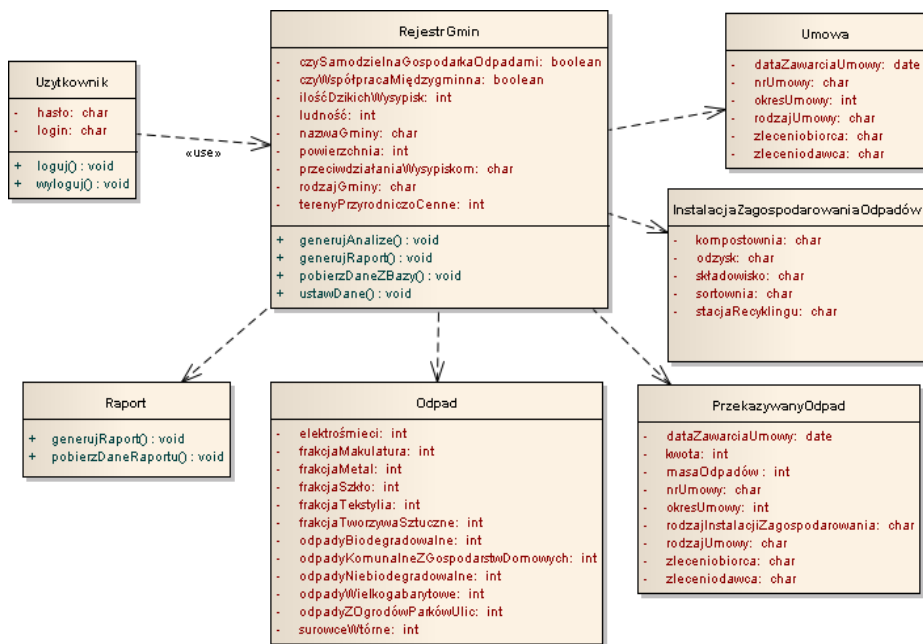 Uzytkownik
- hasło: char
- login: char
+ loguj() : void
+ wyloguj() : void
«use»
RejestrGmin
- czySamodzielnaGospodarkaOdpadami: boolean
- czyWspółpracaMiędzygminna: boolean
- ilośćDzikichWysypisk: int
- ludność: int
- nazwaGminy: char
- powierzchnia: int
- przeciwdziałaniaWysypiskom: char
- rodzajGminy: char
- terenyPrzyrodniczoCenne: int
+ generujAnalize() : void
+ generujRaport() : void
+ pobierzDaneZBazy() : void
+ ustawDane() : void
Umowa
- dataZawarciaUmowy: date
- nrUmowy: char
- okresUmowy: int
- rodzajUmowy: char
- zleceniobiorca: char
- zleceniodawca: char
InstalacjaZagospodarowaniaOdpadów
- kompostownia: char
- odzysk: char
- składowisko: char
- sortownia: char
- stacjaRecyklingu: char
Raport
+ generujRaport() : void
+ pobierzDaneRaportu() : void
Odpad
- elektrośmieci: int
- frakcjaMakulatura: int
- frakcjaMetal: int
- frakcjaSzkło: int
- frakcjaTekstylia: int
- frakcjaTworzywaSztuczne: int
- odpadyBiodegradowalne: int
- odpadyKomunalneZGospodarstwDomowych: int
- odpadyNiebiodegradowalne: int
- odpadyWielkogabarytowe: int
- odpadyZOgrodówParkówUlic: int
- surowceWtórne: int
PrzekazywanyOdpad
- dataZawarciaUmowy: date
- kwota: int
- masaOdpadów: int
- nrUmowy: char
- okresUmowy: int
- rodzajInstalacjiZagospodarowania: char
- rodzajUmowy: char
- zleceniobiorca: char
- zleceniodawca: char